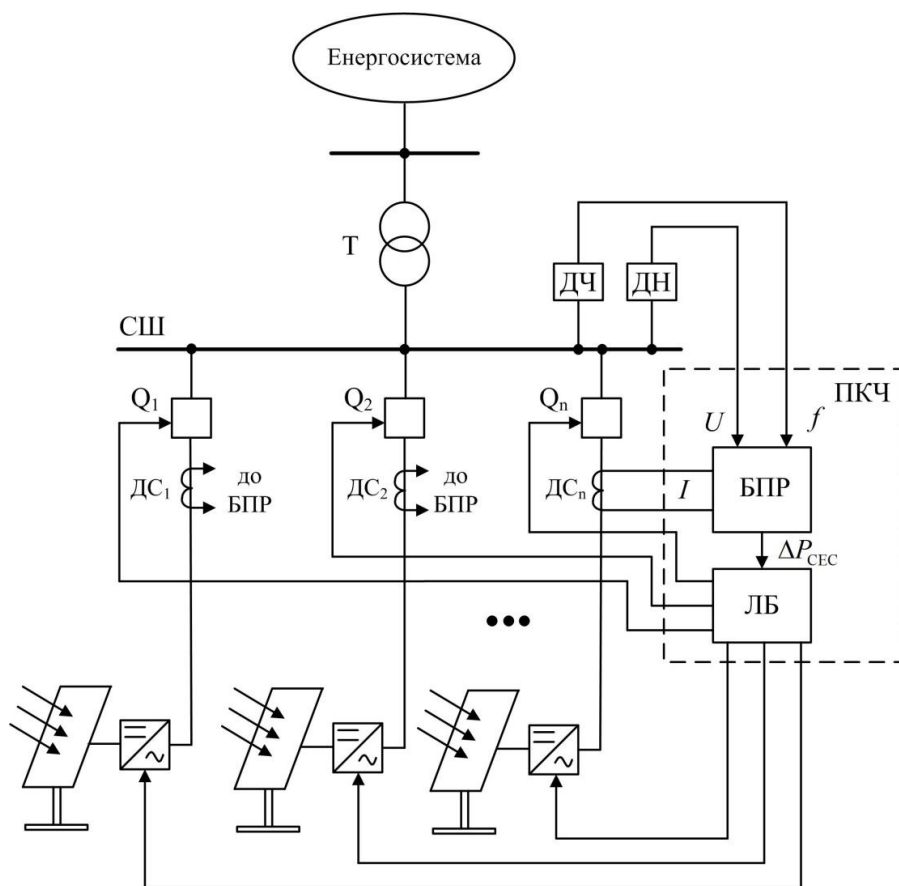 Енергосистема
Т
ДЧ ДН
СШ
ПКЧ
Q1 Q2 Qn
U f
ДС1 до БПР
ДС2 до БПР
ДСn
I
БПР
ΔPСЕС
ЛБ
•••